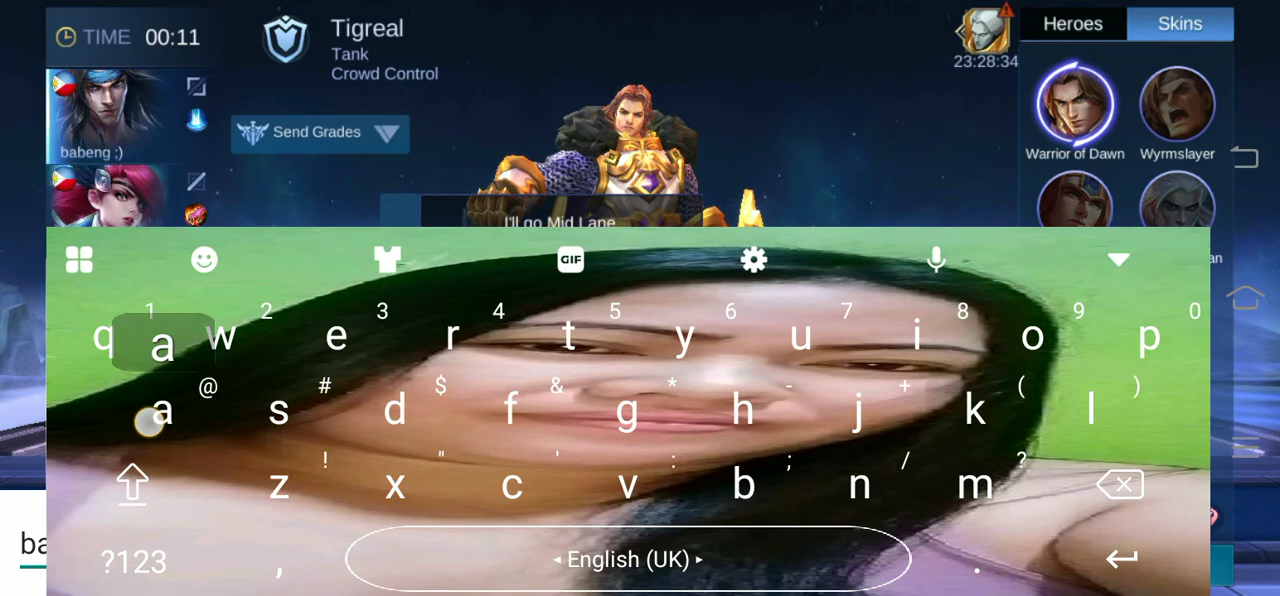 TIME 00:11
Tigreal
Tank
Crowd Control
Send Grades
23:28:34
Heroes
Skins
babeng ;)
Warrior of Dawn
Wyrmslayer
I'll go Mid Lane
an
GIF
1 2 3 4 5 6 7 8 9 0
q w e r t y u i o p
a
@ # $ & * - + ( )
a s d f g h j k l
! " ' : ; / ?
z x c v b n m
ba
?123 , English (UK) .